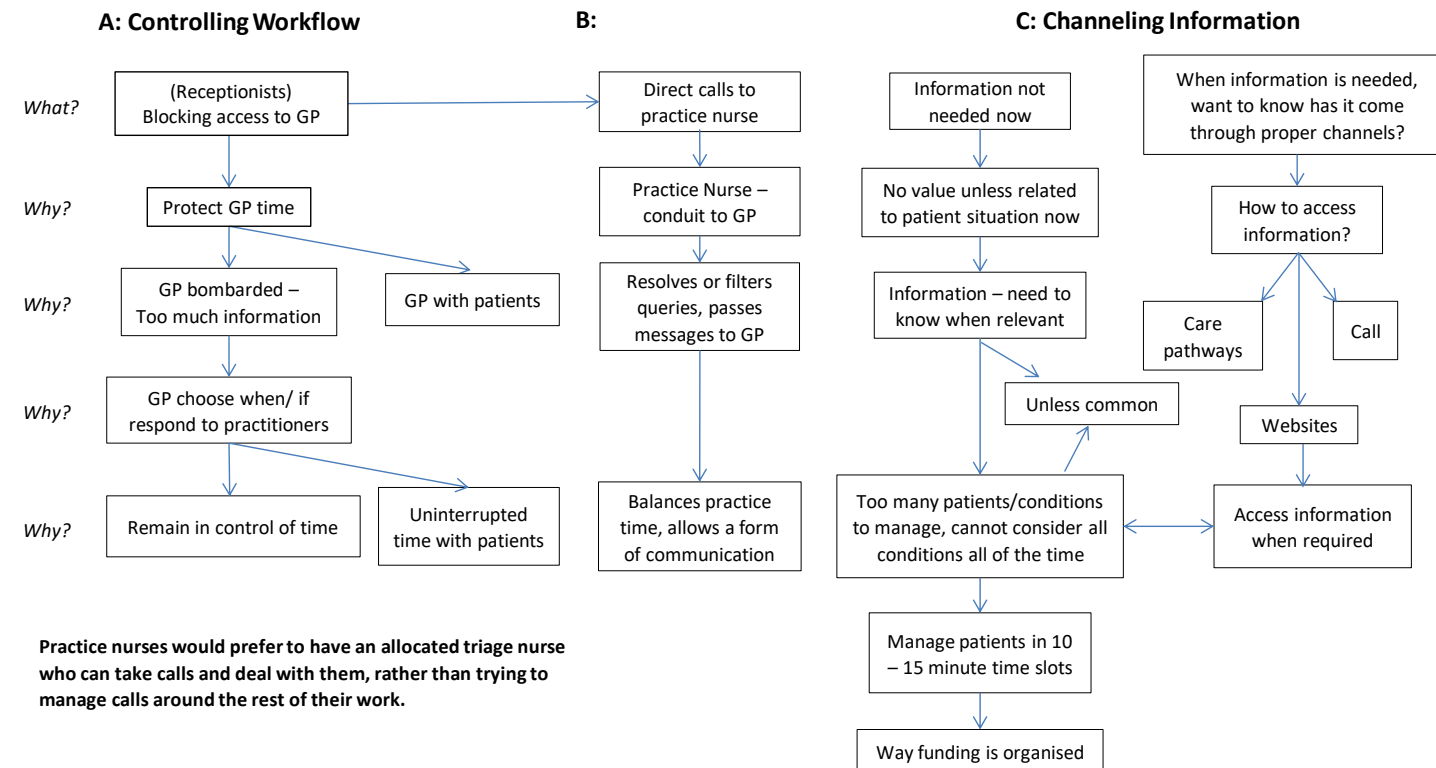 A: Controlling Workflow
B:
C: Channeling Information
What?
(Receptionists)
Blocking access to GP
Direct calls to
practice nurse
Information not
needed now
When information is needed,
want to know has it come
through proper channels?
Why?
Protect GP time
Practice Nurse –
conduit to GP
No value unless related
to patient situation now
How to access
information?
Why?
GP bombarded –
Too much information
GP with patients
Resolves or filters
queries, passes
messages to GP
Information – need to
know when relevant
Care
pathways
Call
Why?
GP choose when/ if
respond to practitioners
Unless common
Websites
Why?
Remain in control of time
Uninterrupted
time with patients
Balances practice
time, allows a form
of communication
Too many patients/conditions
to manage, cannot consider all
conditions all of the time
Access information
when required
Practice nurses would prefer to have an allocated triage nurse
who can take calls and deal with them, rather than trying to
manage calls around the rest of their work.
Manage patients in 10
– 15 minute time slots
Way funding is organised